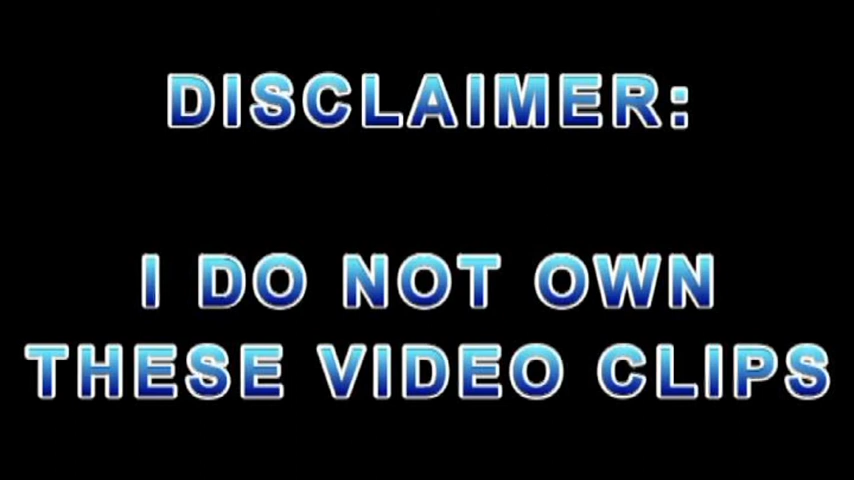 DISCLAIMER:
I DO NOT OWN
THESE VIDEO CLIPS